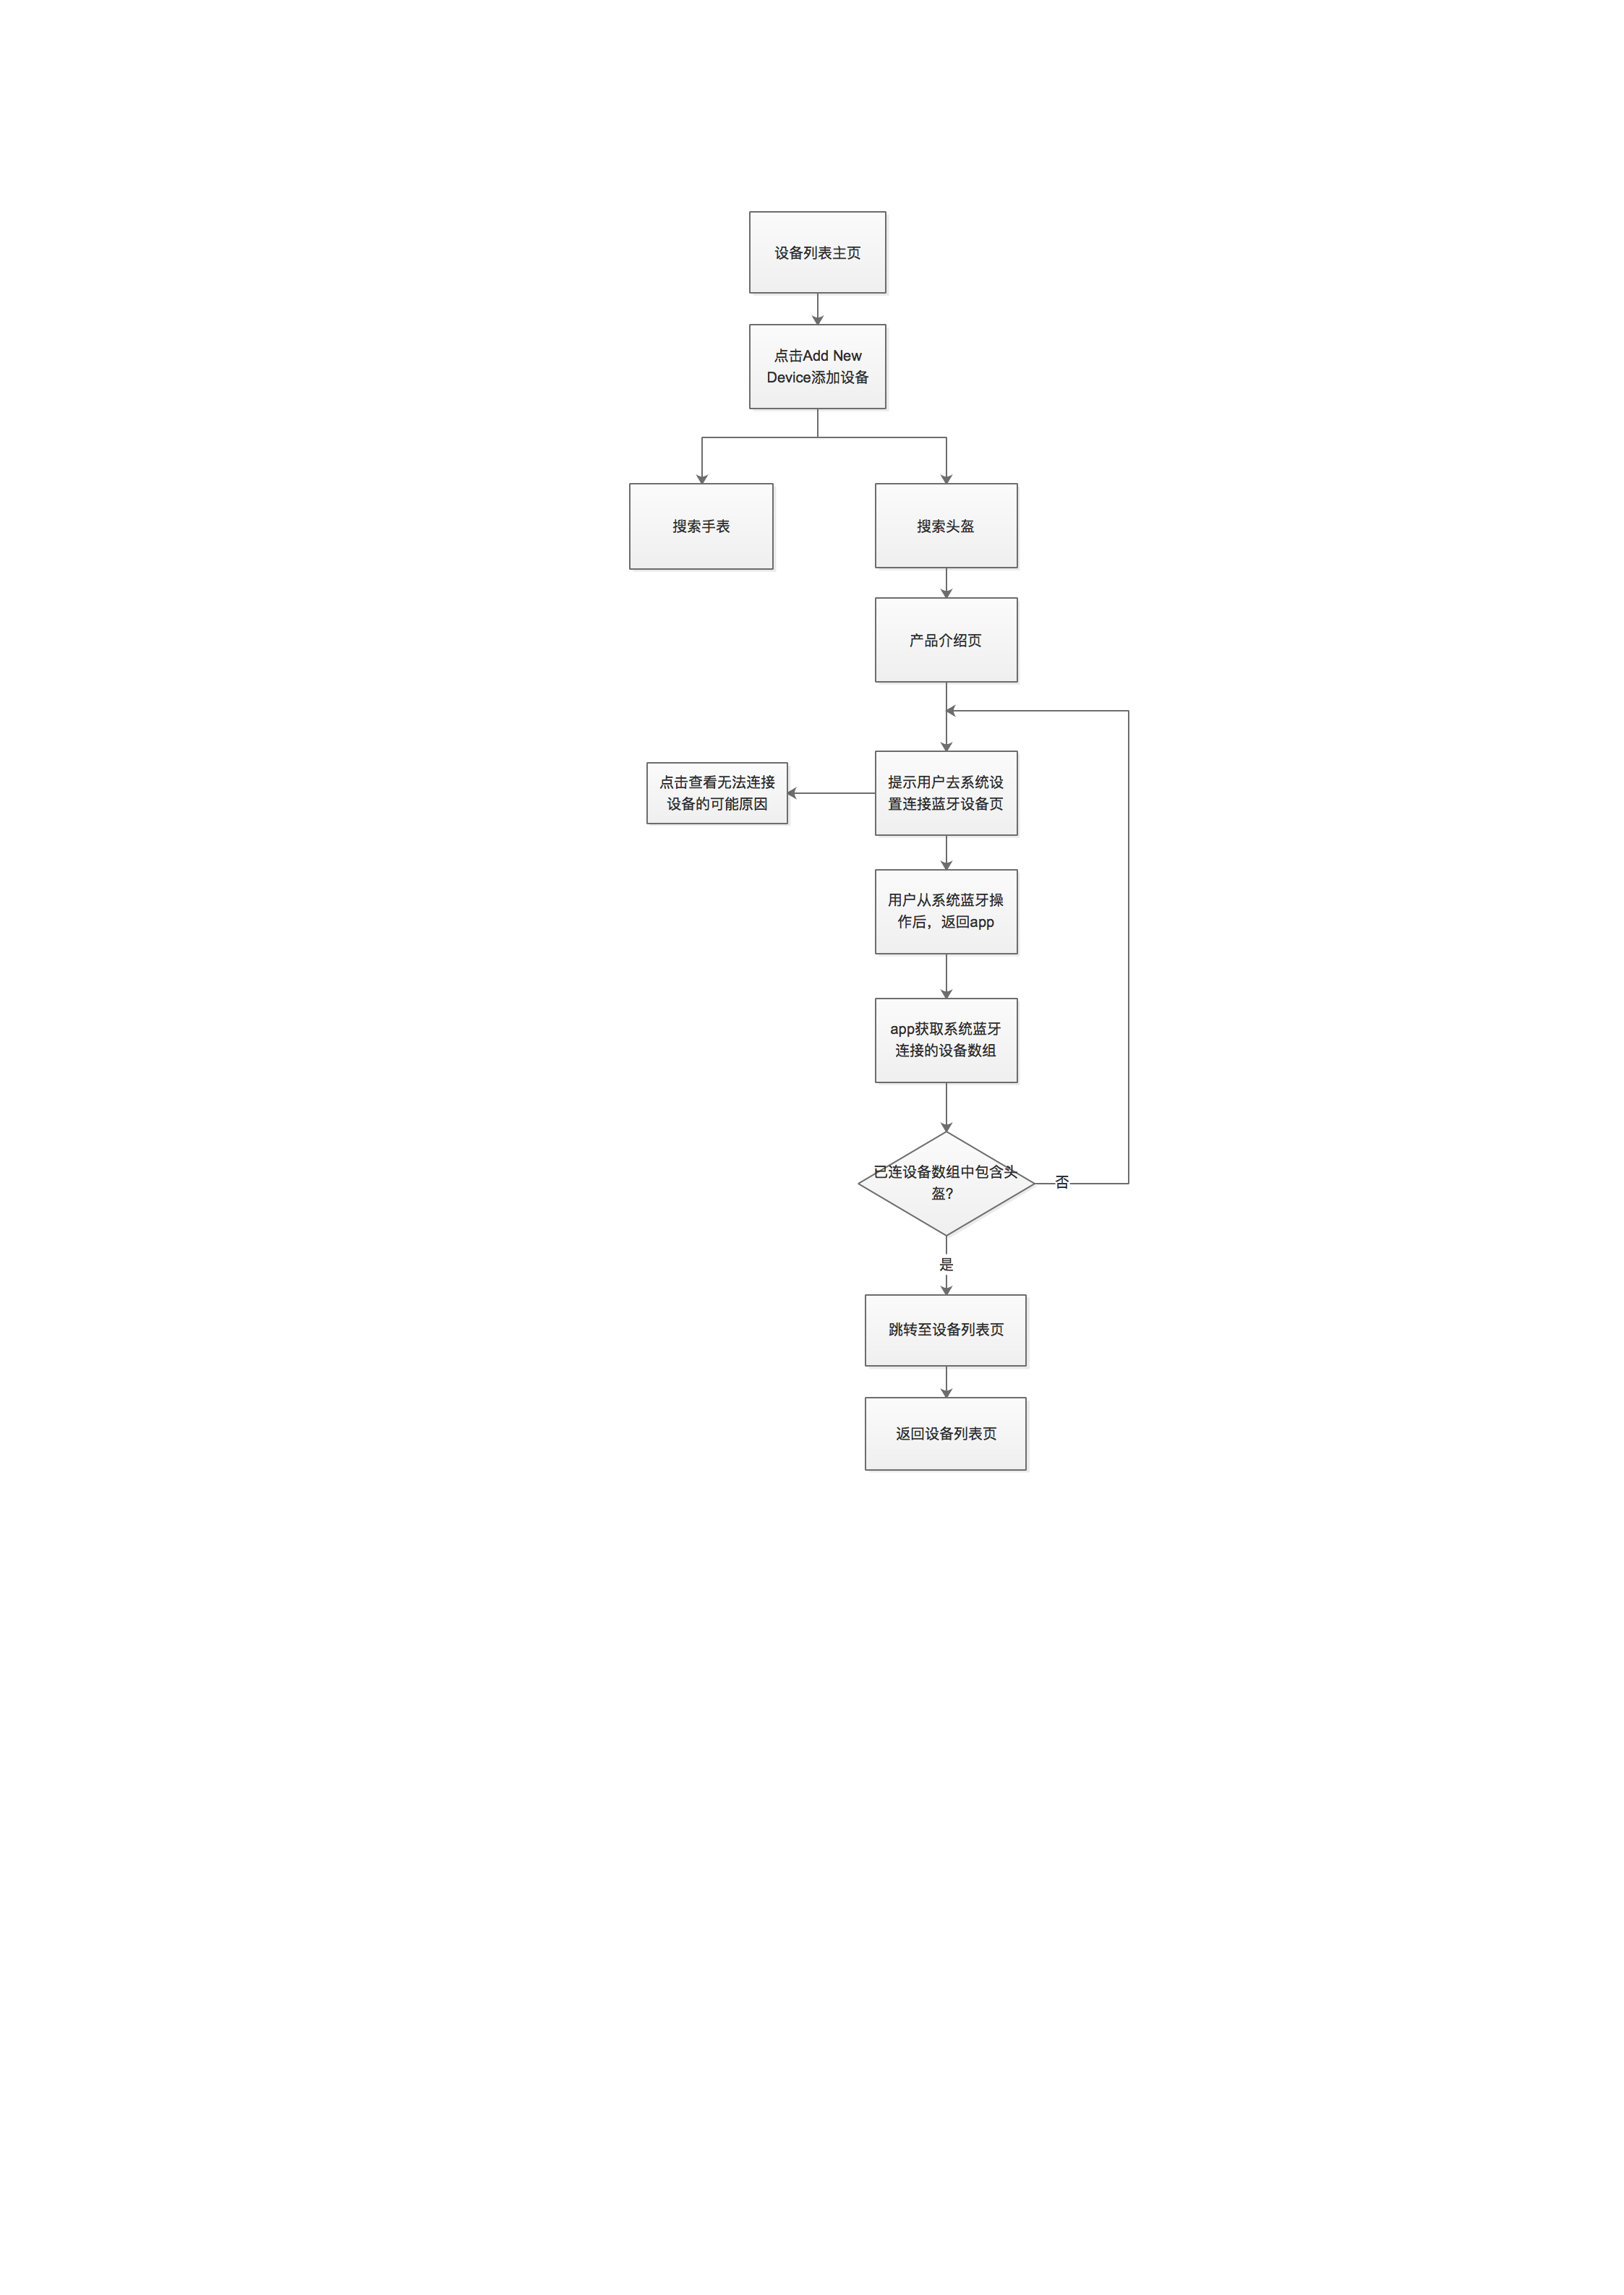 设备列表主页
点击Add New
Device添加设备
搜索手表
搜索头盔
产品介绍页
点击查看无法连接
设备的可能原因
提示用户去系统设
置连接蓝牙设备页
用户从系统蓝牙操
作后，返回app
app获取系统蓝牙
连接的设备数组
已连设备数组中包含头
盔?
否
是
跳转至设备列表页
返回设备列表页